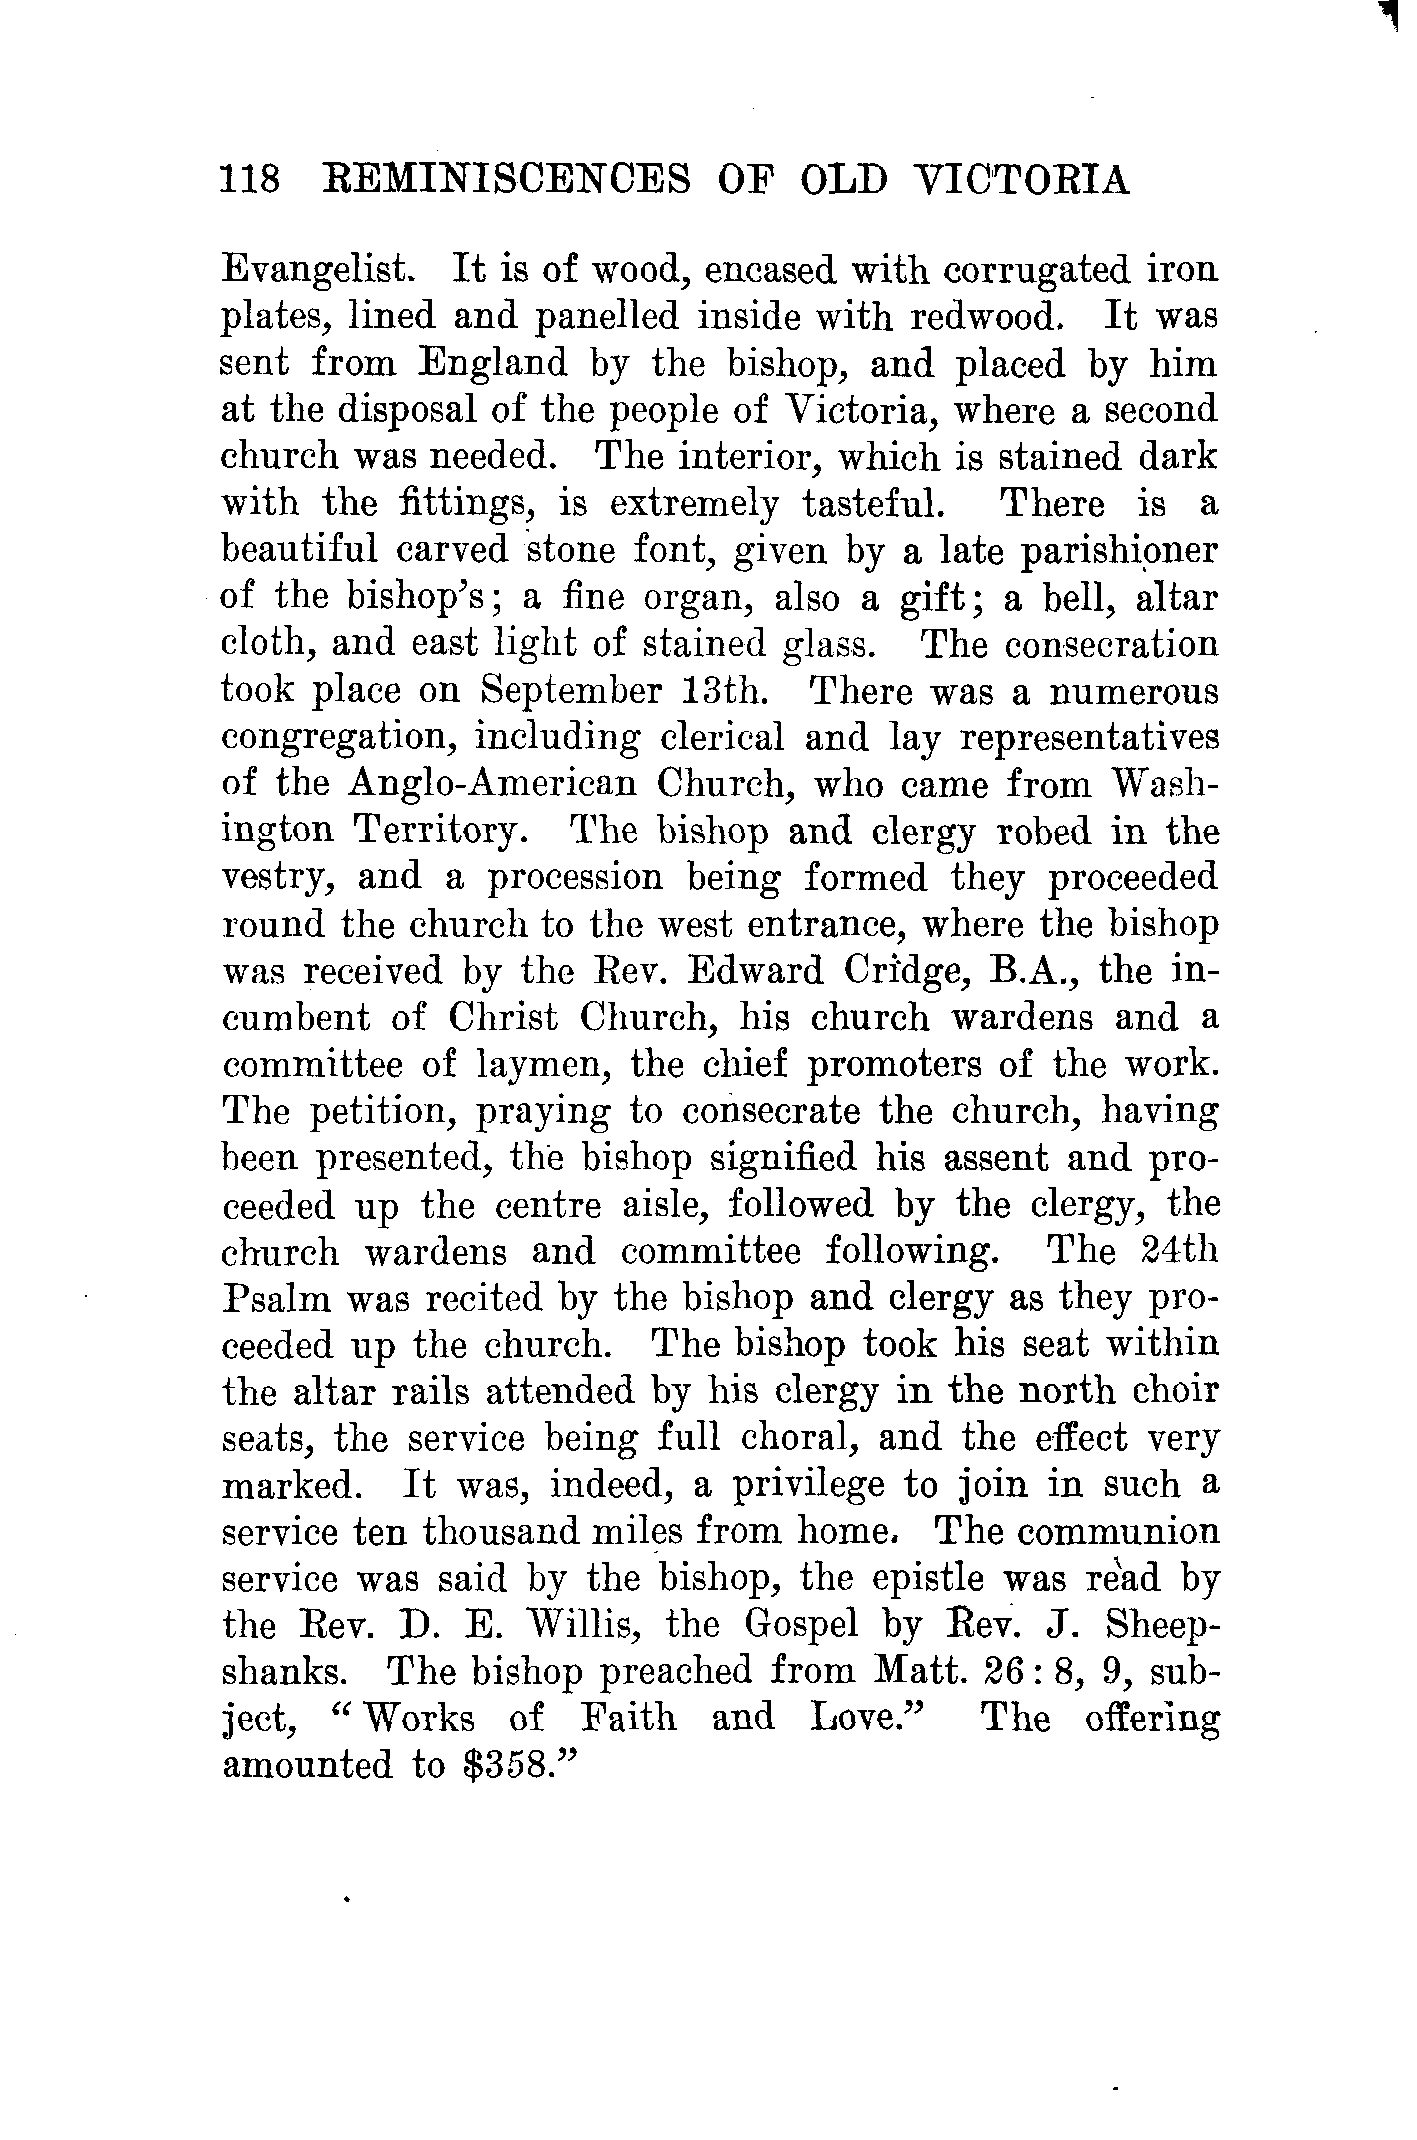 118 REMINISCENCES OF OLD VICTORIA
Evangelist. It is of wood, encased with corrugated iron
plates, lined and panelled inside with redwood. It was
sent from England by the bishop, and placed by him
at the disposal of the people of Victoria, where a second
church was needed. The interior, which is stained dark
with the fittings, is extremely tasteful. There is a
beautiful carved stone font, given by a late parishioner
of the bishop's; a fine organ, also a gift; a bell, altar
cloth, and east light of stained glass. The consecration
took place on September 13th. There was a numerous
congregation, including clerical and lay representatives
of the Anglo-American Church, who came from Wash-
ington Territory. The bishop and clergy robed in the
vestry, and a procession being formed they proceeded
round the church to the west entrance, where the bishop
was received by the Rev. Edward Cridge, B.A., the in-
cumbent of Christ Church, his church wardens and a
committee of laymen, the chief promoters of the work.
The petition, praying to consecrate the church, having
been presented, the bishop signified his assent and pro-
ceeded up the centre aisle, followed by the clergy, the
church wardens and committee following. The 24th
Psalm was recited by the bishop and clergy as they pro-
ceeded up the church. The bishop took his seat within
the altar rails attended by his clergy in the north choir
seats, the service being full choral, and the effect very
marked. It was, indeed, a privilege to join in such a
service ten thousand miles from home. The communion
service was said by the bishop, the epistle was read by
the Rev. D. E. Willis, the Gospel by Rev. J. Sheep-
shanks. The bishop preached from Matt. 26 : 8, 9, sub-
ject, “Works of Faith and Love.” The offering
amounted to $358.”